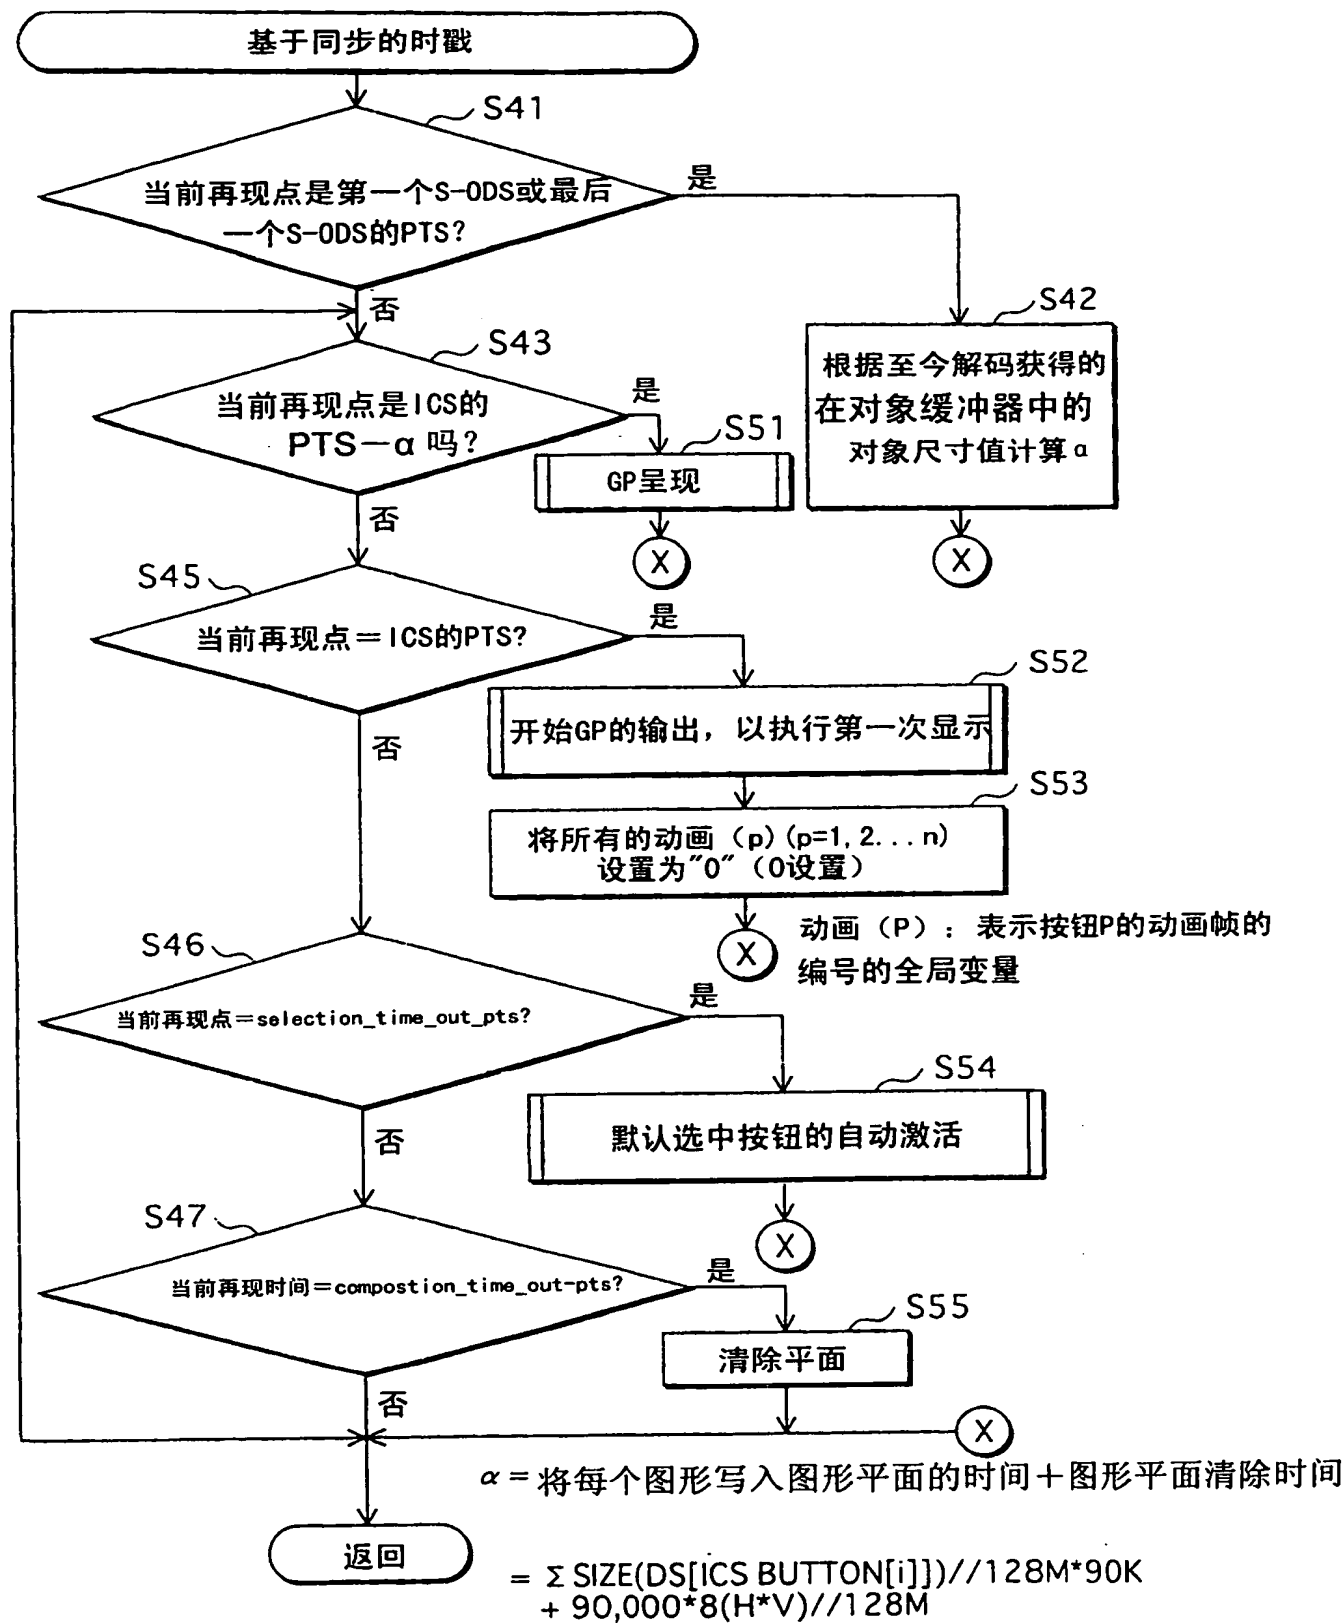 基于同步的时戳
S41
当前再现点是第一个S-ODS或最后
一个S-ODS的PTS?
是
否
S42
根据至今解码获得的
在对象缓冲器中的
对象尺寸值计算α
X
S43
当前再现点是ICS的
PTS—α 吗?
是
S51
GP呈现
X
否
S45
当前再现点＝ICS的PTS?
是
S52
开始GP的输出，以执行第一次显示
S53
将所有的动画（p）(p=1,2...n)
设置为"0"（0设置）
X
动画（P）：表示按钮P的动画帧的
编号的全局变量
否
S46
当前再现点＝selection_time_out_pts?
是
S54
默认选中按钮的自动激活
X
否
S47
当前再现时间＝compostion_time_out-pts?
是
S55
清除平面
否
X
α＝将每个图形写入图形平面的时间＋图形平面清除时间
返回
= Σ SIZE(DS[ICS BUTTON[i]])//128M*90K
+ 90,000*8(H*V)//128M